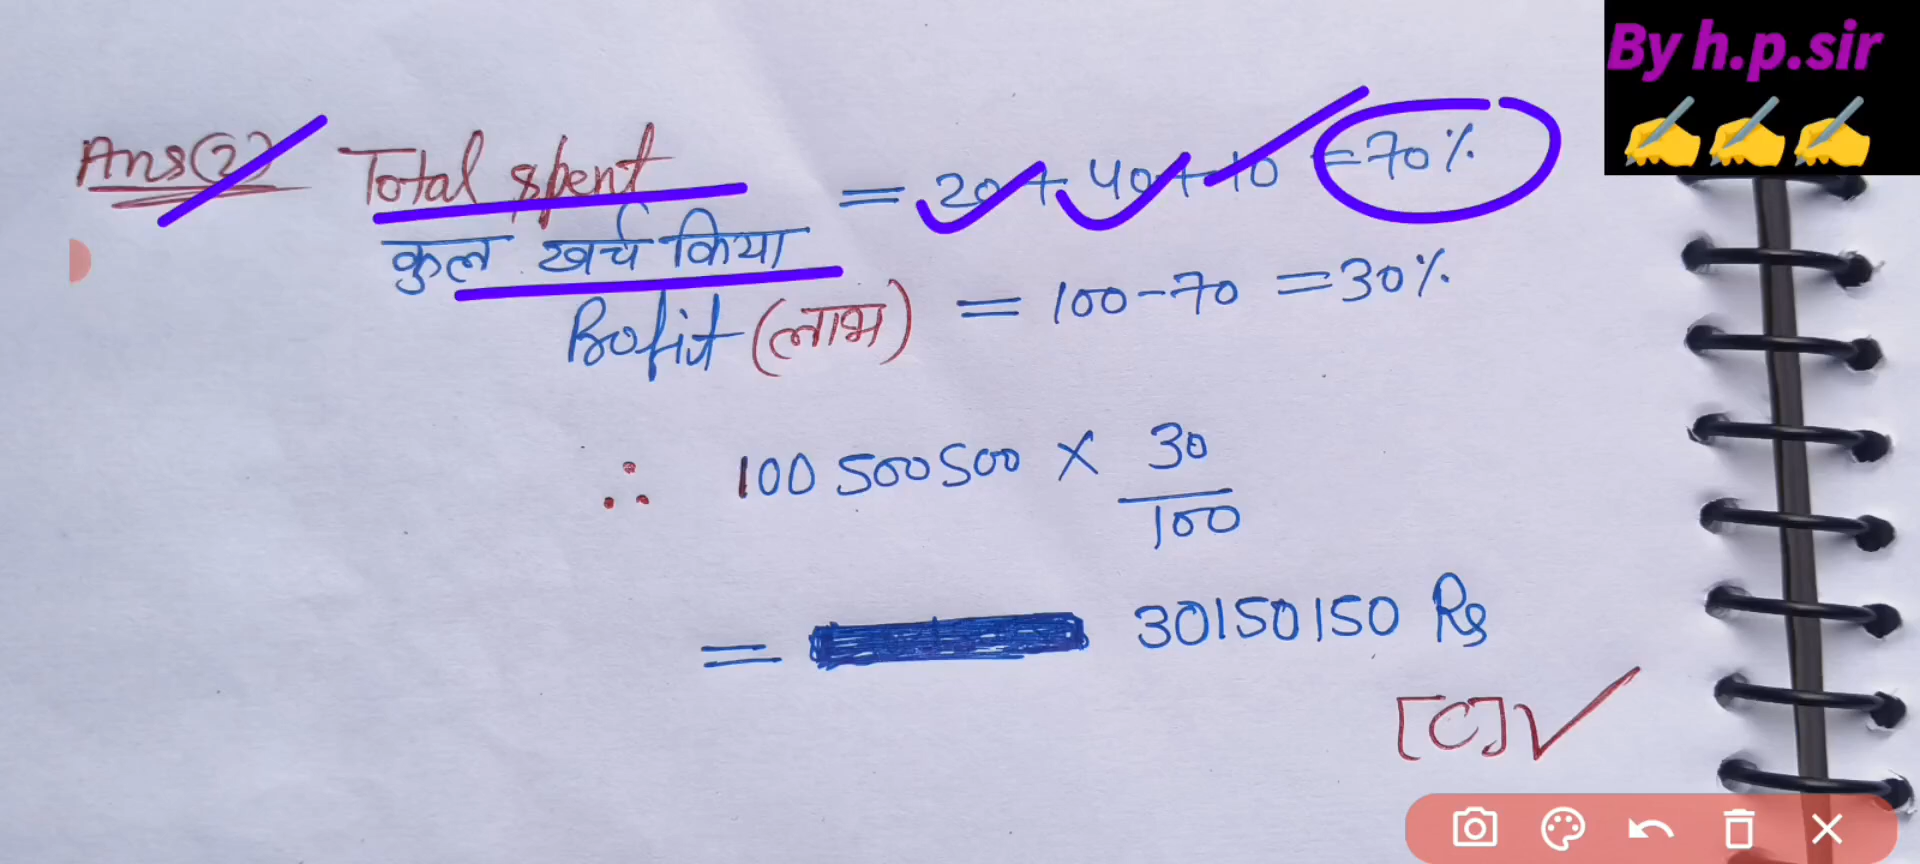 By h.p.sir
Ans(2) Total spent = 20+40+10 =70%
कुल खर्च किया
Profit (लाभ) = 100-70 =30%
∴ 100500500 × 30/100
= 30150150 Rs
[C]✓